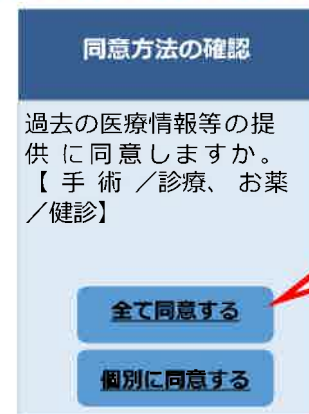 同意方法の確認
過去の医療情報等の提
供 に同意しますか。
【 手 術 ／診療、 お薬
／健診】
全て同意する
個別に同意する